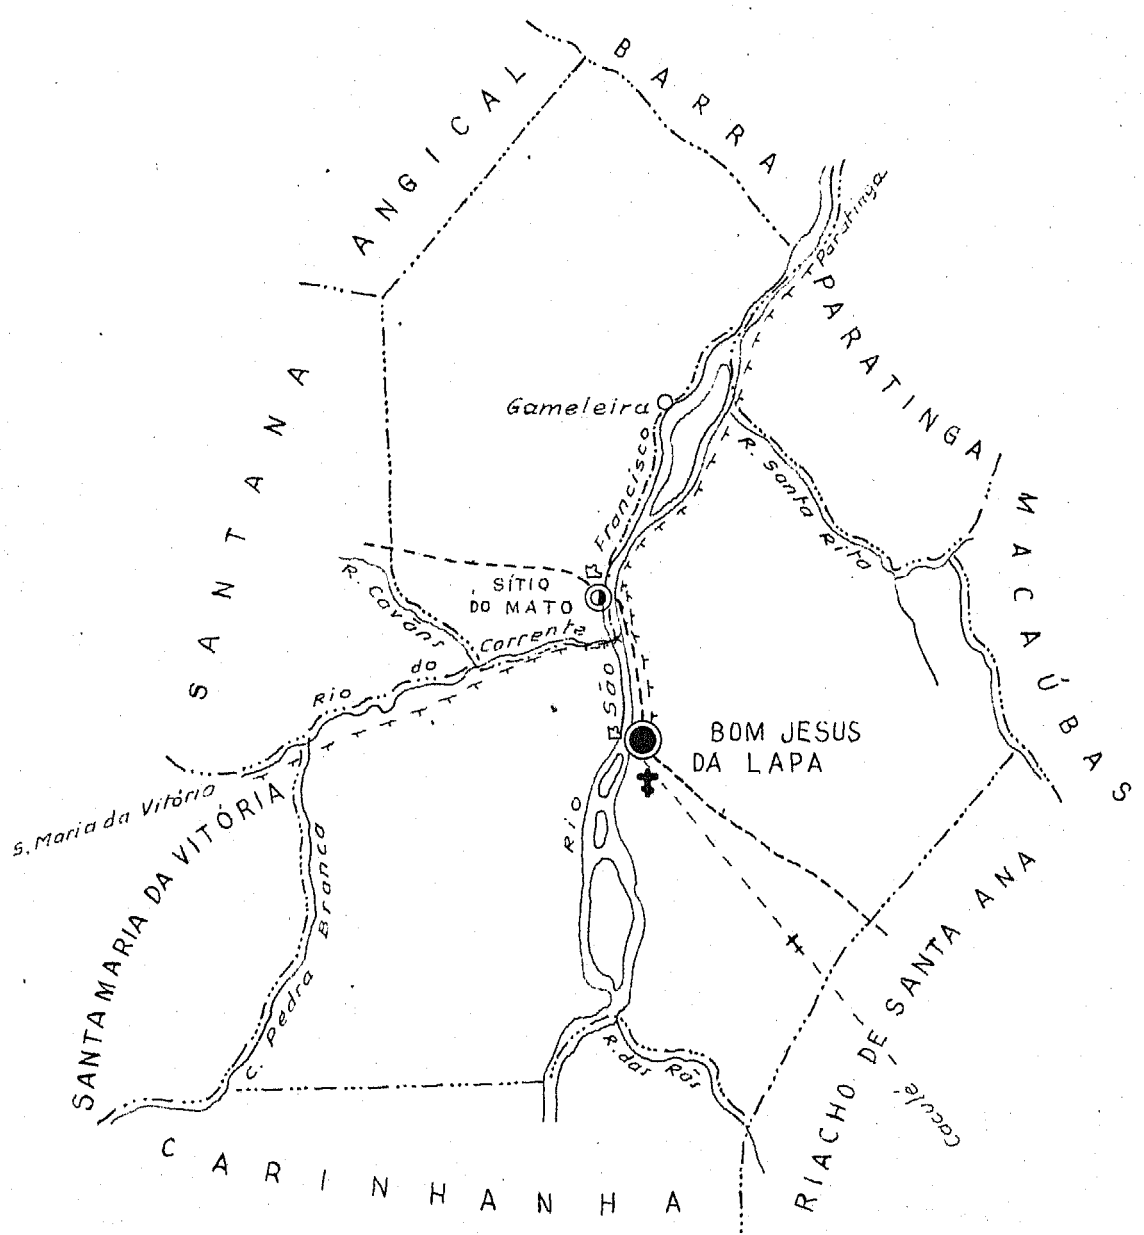 BARRA
ANGICAL
Paratinga
PARATINGA
SANTANA
Gameleira
Francisco
R. Santa Rita
MACAÚBAS
SÍTIO
DO MATO
R. Cavãns
Corrente
do
Rio
São
BOM JESUS
DA LAPA
S. Maria da Vitória
SANTAMARIA DA VITÓRIA
Rio
Branca
Pedra
C.
RIACHO DE SANTA ANA
R. das Rãs
Caculé
CARINHANHA